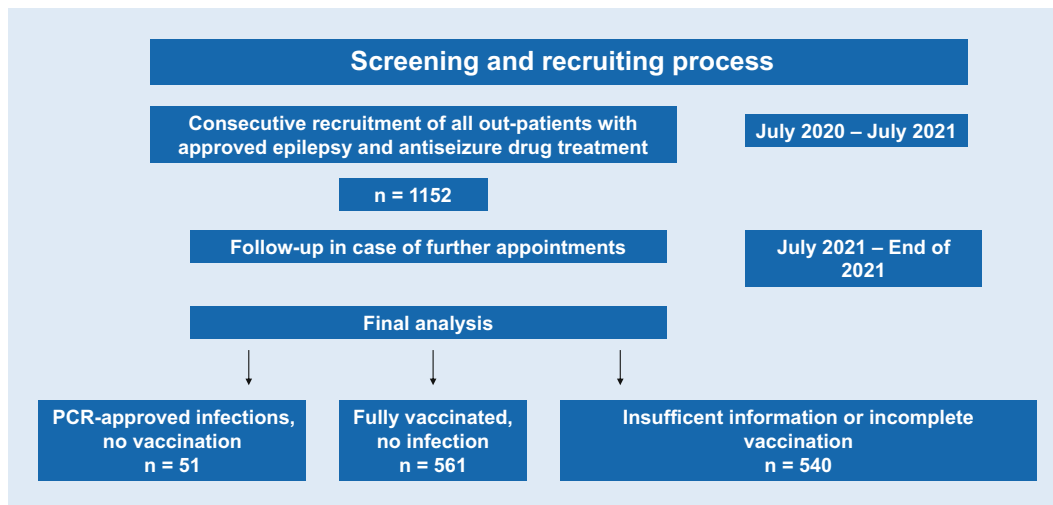 Screening and recruiting process
Consecutive recruitment of all out-patients with
approved epilepsy and antiseizure drug treatment
July 2020 – July 2021
n = 1152
Follow-up in case of further appointments
July 2021 – End of
2021
Final analysis
PCR-approved infections,
no vaccination
n = 51
Fully vaccinated,
no infection
n = 561
Insufficent information or incomplete
vaccination
n = 540